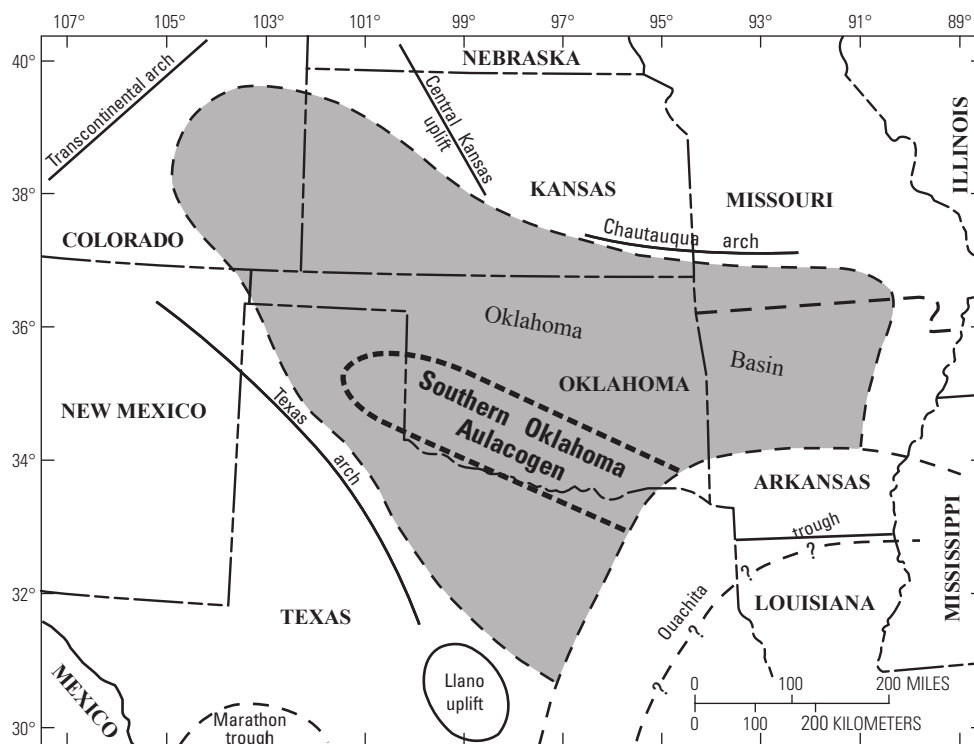 107° 105° 103° 101° 99° 97° 95° 93° 91° 89°
40°
38°
36°
34°
32°
30°
Transcontinental arch
NEBRASKA
Central Kansas
uplift
ILLINOIS
KANSAS
MISSOURI
COLORADO
Chautauqua arch
Oklahoma
Basin
NEW MEXICO
Texas
arch
OKLAHOMA
Southern Oklahoma
Aulacogen
ARKANSAS
trough
?
?
?
?
Ouachita
MISSISSIPPI
LOUISIANA
TEXAS
MEXICO
Llano
uplift
Marathon
trough
0 100 200 MILES
0 100 200 KILOMETERS